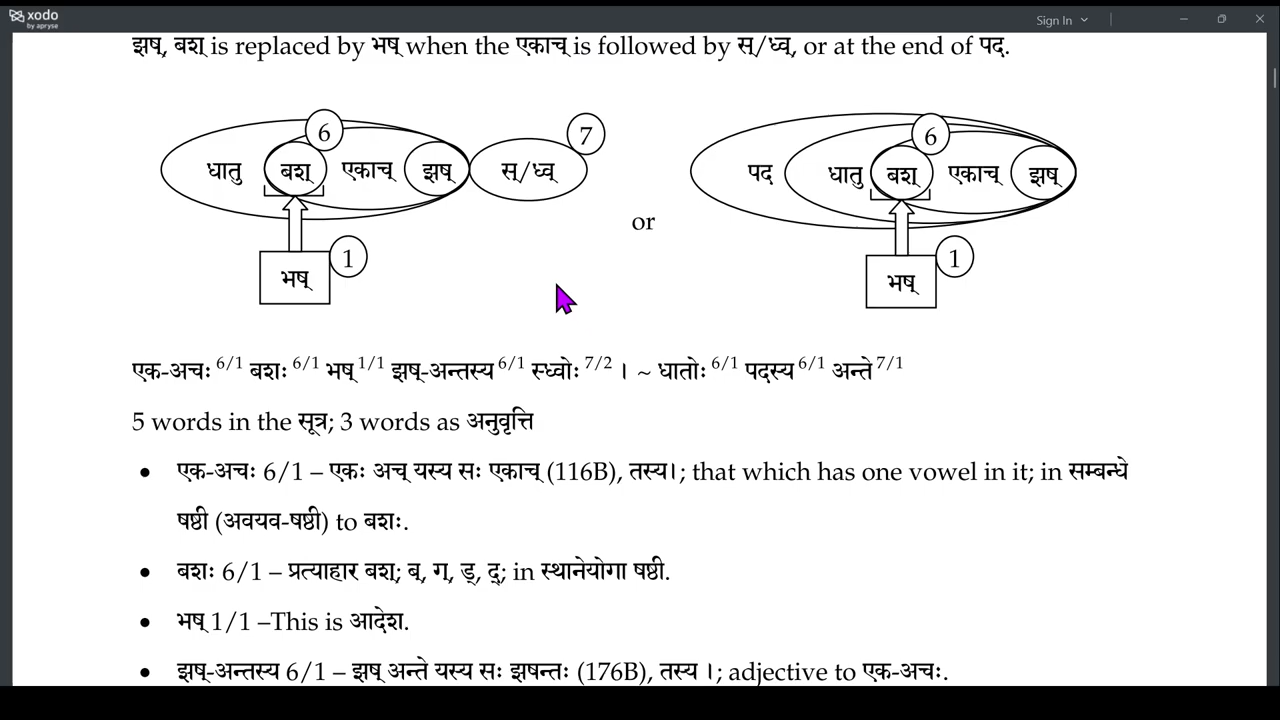 xodo
by apryse
Sign In
झष्, बश् is replaced by भष् when the एकाच् is followed by स्/ध्व्, or at the end of पद.
6 7 6
धातु बश् एकाच् झष् स्/ध्व् पद धातु बश् एकाच् झष्
or
1 1
भष् भष्
एक-अचः 6/1 बशः 6/1 भष् 1/1 झष्-अन्तस्य 6/1 स्ध्वोः 7/2 । ~ धातोः 6/1 पदस्य 6/1 अन्ते 7/1
5 words in the सूत्र; 3 words as अनुवृत्ति
• एक-अचः 6/1 – एकः अच् यस्य सः एकाच् (116B), तस्य।; that which has one vowel in it; in सम्बन्धे
षष्ठी (अवयव-षष्ठी) to बशः.
• बशः 6/1 – प्रत्याहार बश्; ब्, ग्, ड्, द्; in स्थानेयोगा षष्ठी.
• भष् 1/1 –This is आदेश.
• झष्-अन्तस्य 6/1 – झष् अन्ते यस्य सः झषन्तः (176B), तस्य ।; adjective to एक-अचः.